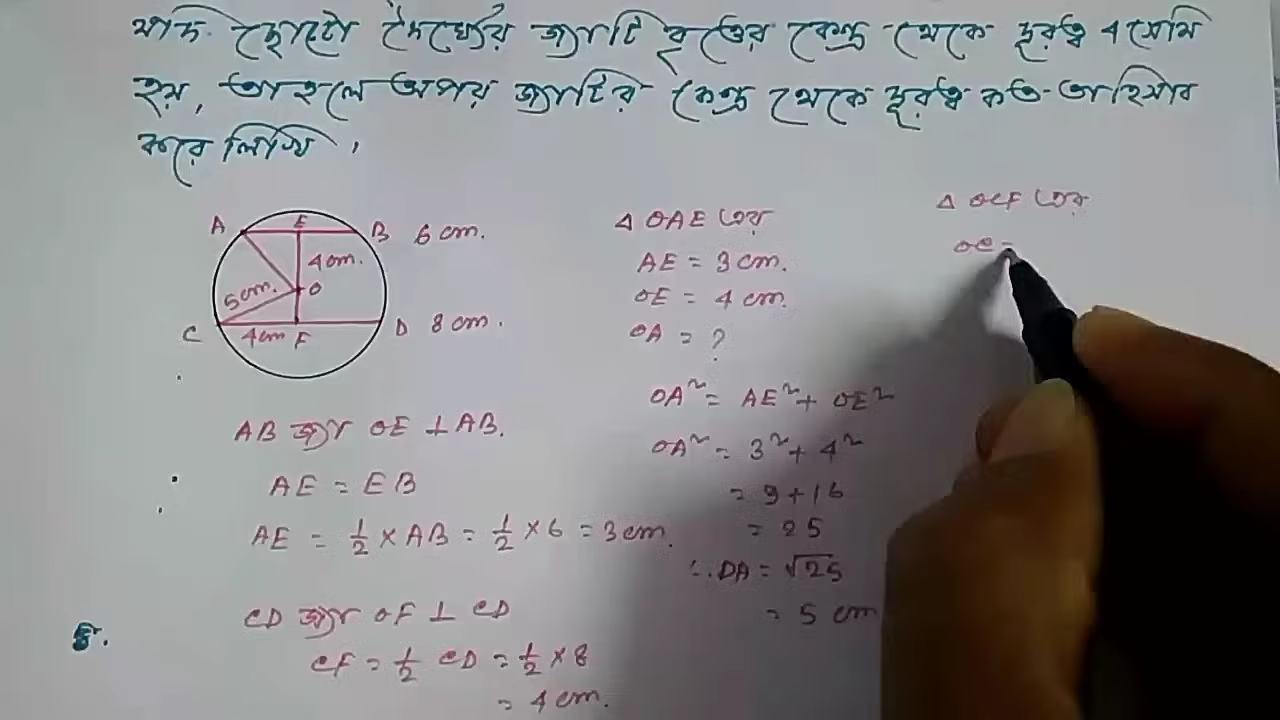 যদি ছোটো দৈর্ঘ্যের জ্যাটি বৃত্তের কেন্দ্র থেকে দূরত্ব 4 সেমি
হয়, তাহলে অপর জ্যাটির কেন্দ্র থেকে দূরত্ব কত তা হিসাব
করে লিখি।
A E B 6 cm.
4cm.
5cm. O
C 4cm F D 8 cm.
AB জ্যা OE ⊥ AB.
AE = EB
AE = 1/2 × AB = 1/2 × 6 = 3cm.
CD জ্যা OF ⊥ CD
CF = 1/2 CD = 1/2 × 8
= 4 cm.
Δ OAE এর
AE = 3 cm.
OE = 4 cm.
OA = ?
OA² = AE² + OE²
OA² = 3² + 4²
= 9 + 16
= 25
∴ OA = √25
= 5 cm
Δ OCF এর
OC =